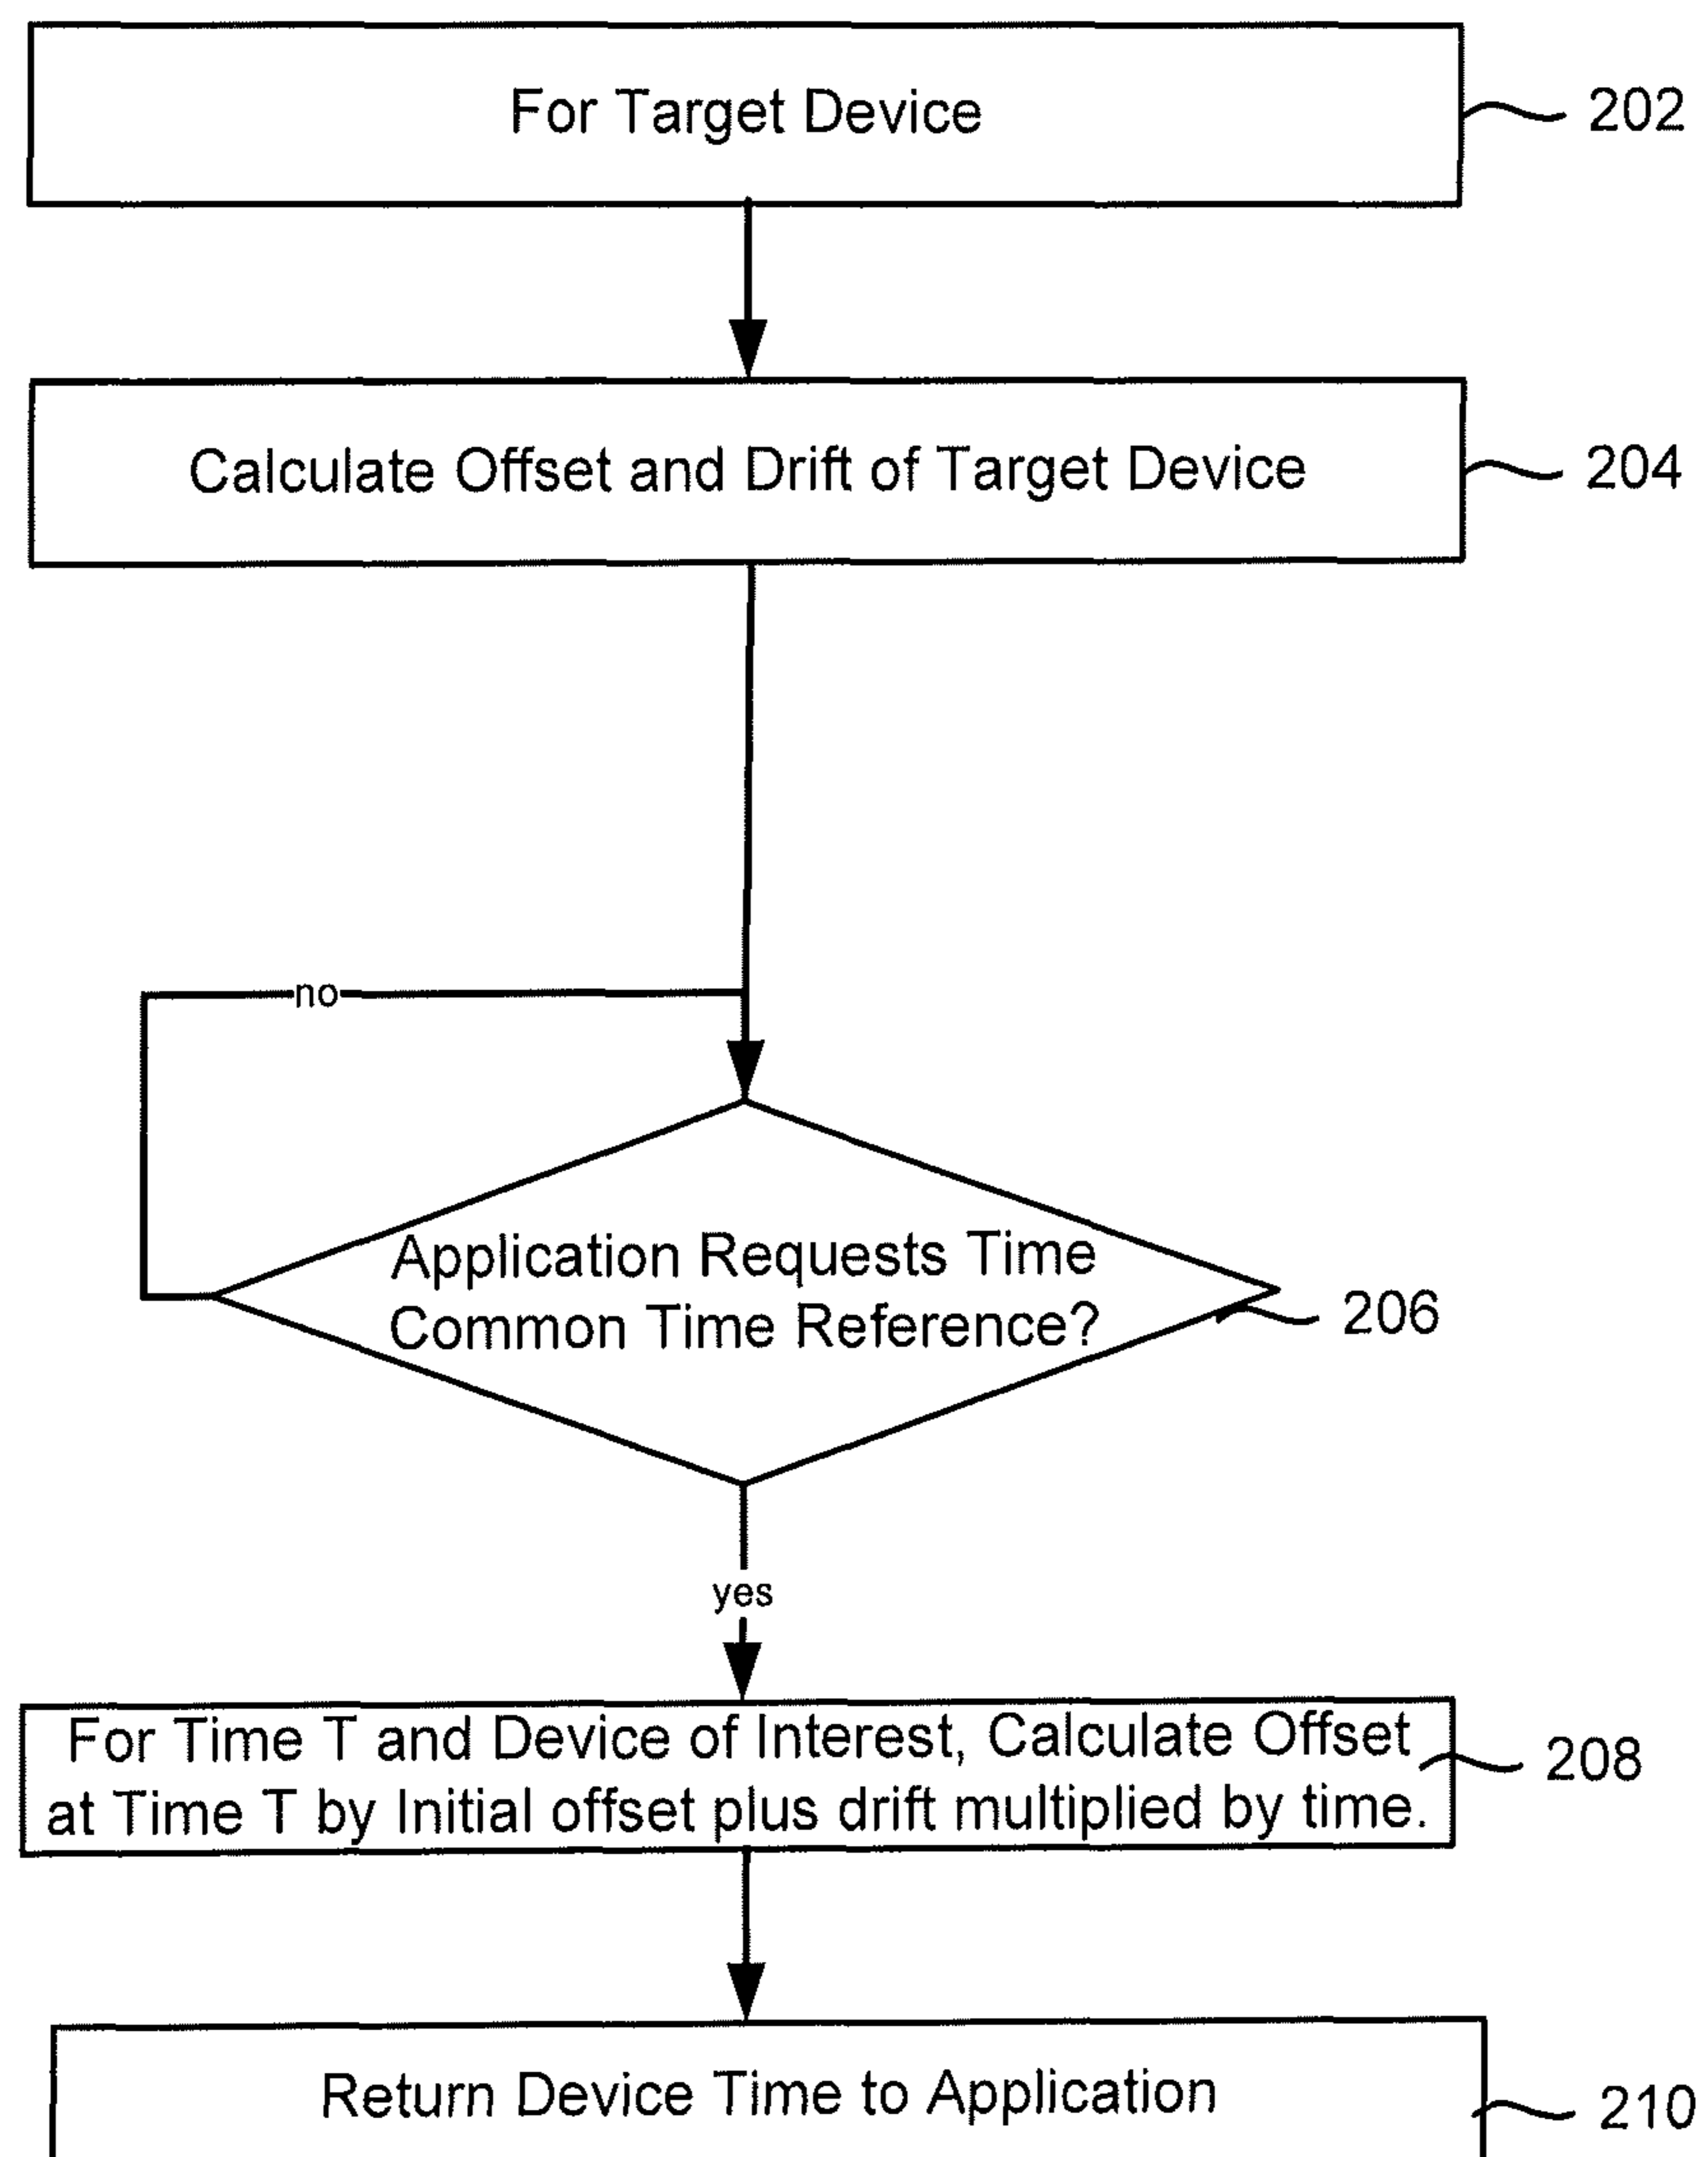 For Target Device
202
Calculate Offset and Drift of Target Device
204
no
Application Requests Time
Common Time Reference?
206
yes
For Time T and Device of Interest, Calculate Offset
at Time T by Initial offset plus drift multiplied by time.
208
Return Device Time to Application
210